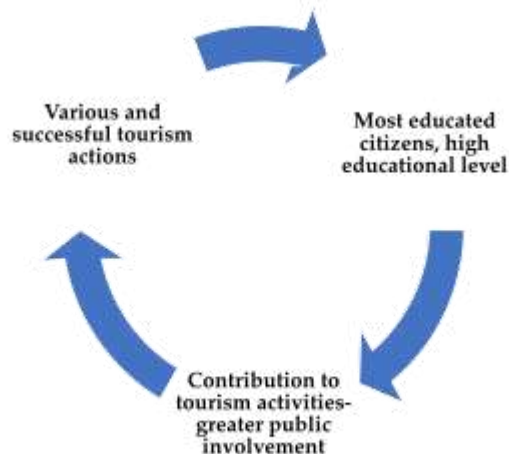 Various and
successful tourism
actions
Most educated
citizens, high
educational level
Contribution to
tourism activities-
greater public
involvement